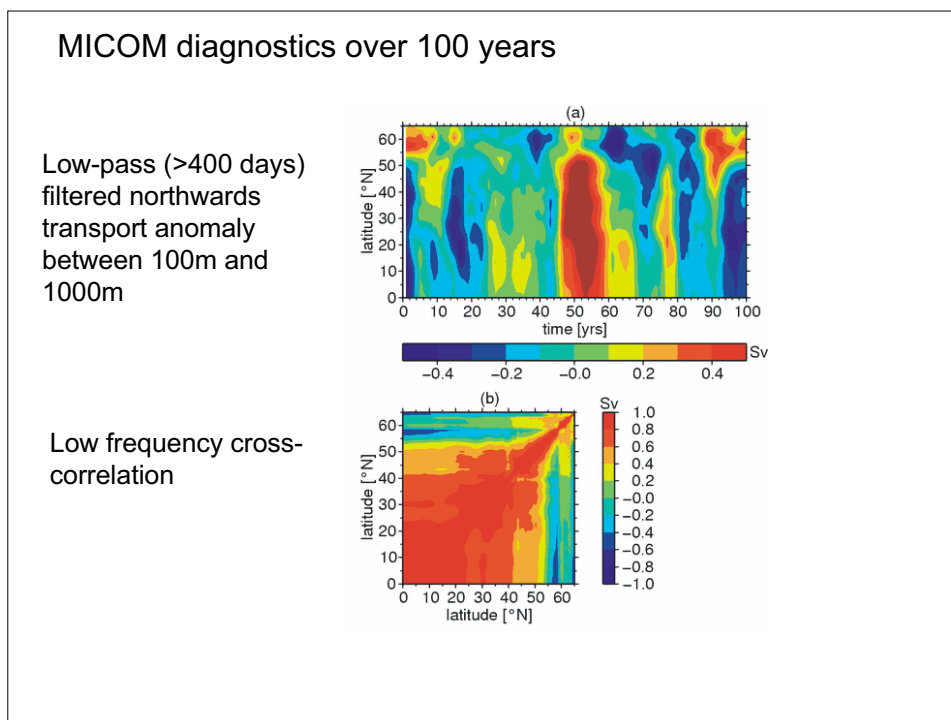 MICOM diagnostics over 100 years
Low-pass (>400 days)
filtered northwards
transport anomaly
between 100m and
1000m
(a)
latitude [°N]
60
50
40
30
20
10
0
0 10 20 30 40 50 60 70 80 90 100
time [yrs]
Sv
−0.4 −0.2 −0.0 0.2 0.4
Low frequency cross-
correlation
(b)
latitude [°N]
60
50
40
30
20
10
0
0 10 20 30 40 50 60
latitude [°N]
Sv
1.0
0.8
0.6
0.4
0.2
−0.0
−0.2
−0.4
−0.6
−0.8
−1.0